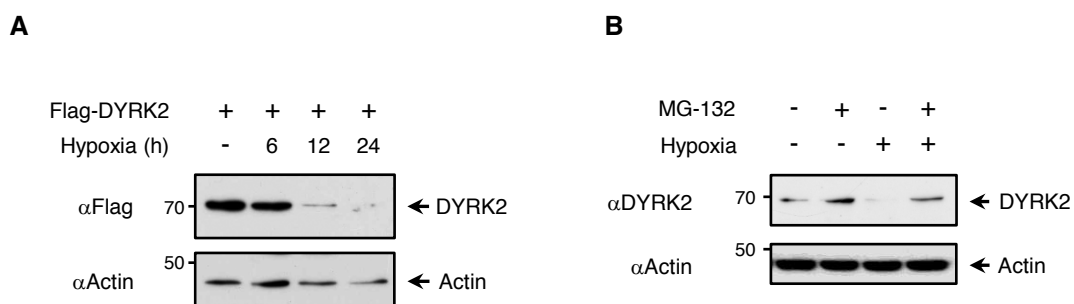 A
Flag-DYRK2 + + + +
Hypoxia (h) - 6 12 24
αFlag 70 DYRK2
αActin 50 Actin
B
MG-132 - + - +
Hypoxia - - + +
αDYRK2 70 DYRK2
αActin 50 Actin